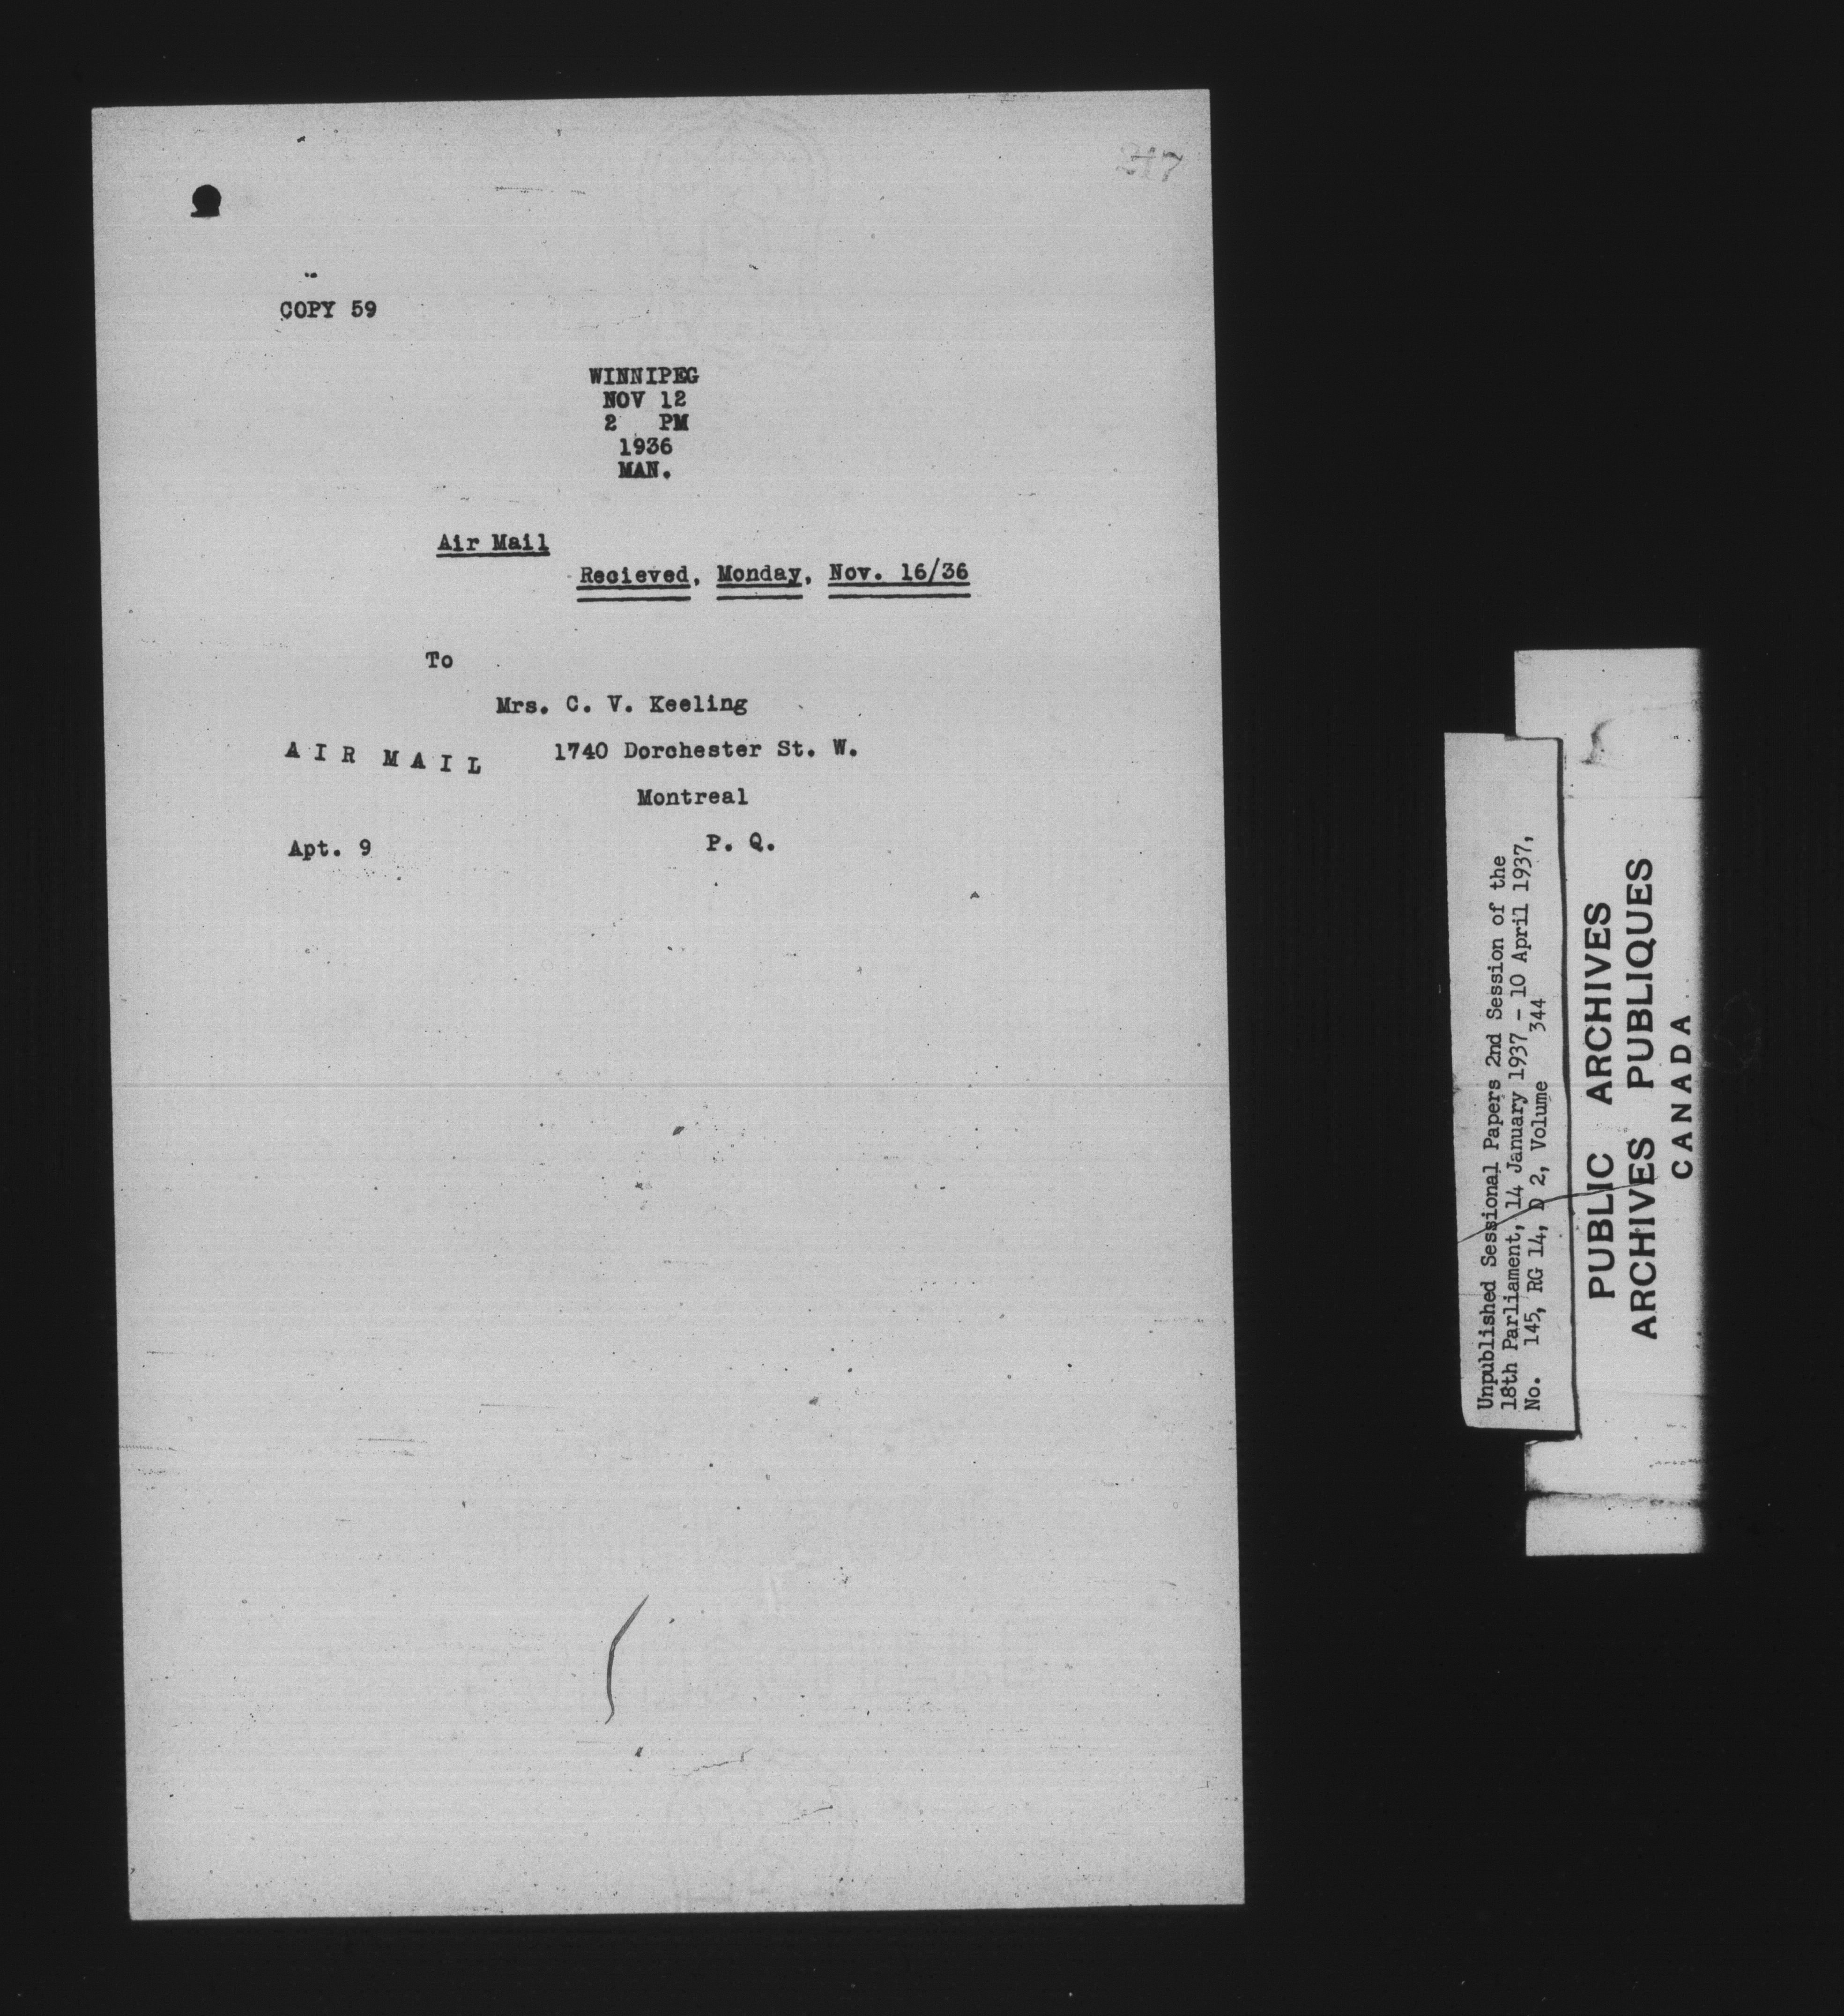 217
COPY 59
WINNIPEG
NOV 12
2 PM
1936
MAN.
Air Mail
Recieved, Monday, Nov. 16/36
To
Mrs. C. V. Keeling
AIR MAIL 1740 Dorchester St. W.
Montreal
Apt. 9 P. Q.
Unpublished Sessional Papers 2nd Session of the
18th Parliament, 14 January 1937 - 10 April 1937,
No. 145, RG 14, D 2, Volume 344
PUBLIC ARCHIVES
ARCHIVES PUBLIQUES
CANADA